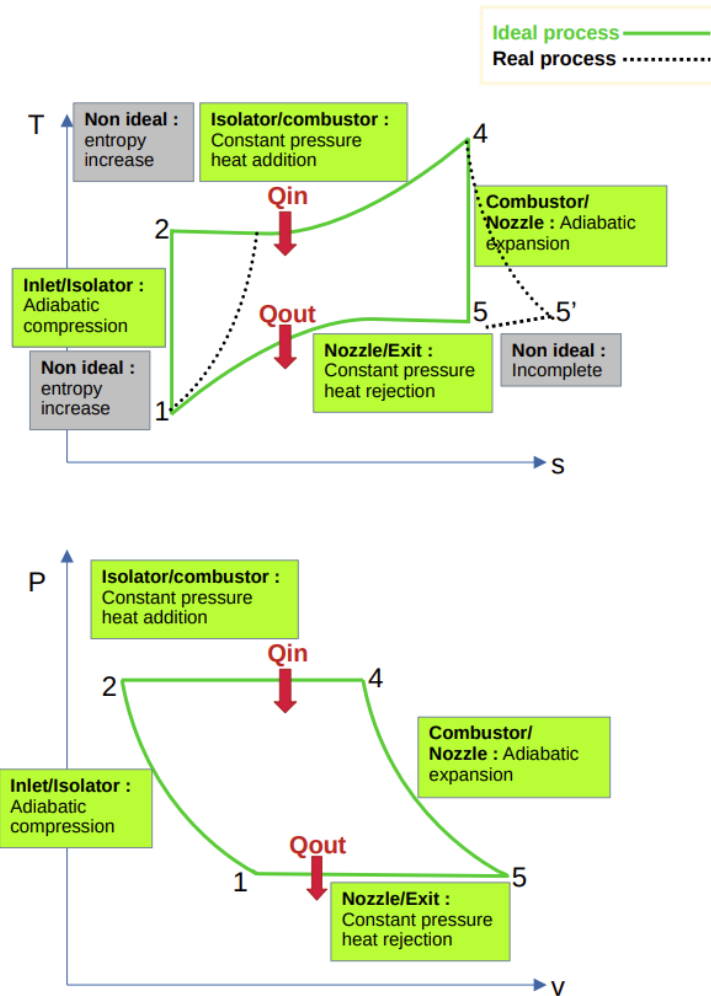 Ideal process
Real process
T
Non ideal :
entropy
increase
Isolator/combustor :
Constant pressure
heat addition
4
Qin
2
Combustor/
Nozzle : Adiabatic
expansion
Inlet/Isolator :
Adiabatic
compression
Qout
5
5’
Nozzle/Exit :
Constant pressure
heat rejection
Non ideal :
Incomplete
Non ideal :
entropy
increase
1
s
P
Isolator/combustor :
Constant pressure
heat addition
Qin
2
4
Combustor/
Nozzle : Adiabatic
expansion
Inlet/Isolator :
Adiabatic
compression
Qout
1
5
Nozzle/Exit :
Constant pressure
heat rejection
v